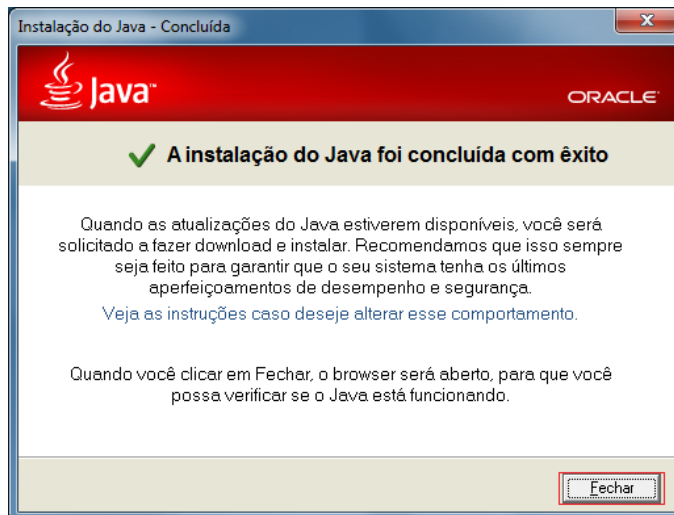 Instalação do Java - Concluída
Java™
ORACLE
A instalação do Java foi concluída com êxito
Quando as atualizações do Java estiverem disponíveis, você será
solicitado a fazer download e instalar. Recomendamos que isso sempre
seja feito para garantir que o seu sistema tenha os últimos
aperfeiçoamentos de desempenho e segurança.
Veja as instruções caso deseje alterar esse comportamento.
Quando você clicar em Fechar, o browser será aberto, para que você
possa verificar se o Java está funcionando.
Fechar